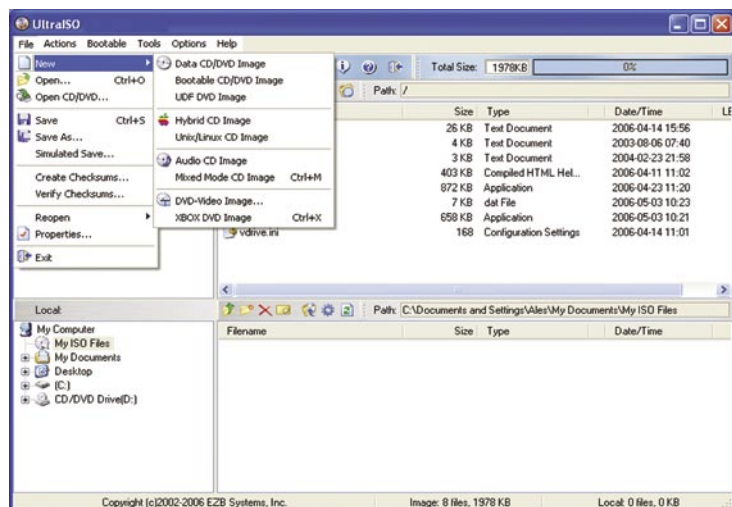 UltraISO
File Actions Bootable Tools Options Help
New
Open... Ctrl+O
Open CD/DVD...
Save Ctrl+S
Save As...
Simulated Save...
Create Checksums...
Verify Checksums...
Reopen
Properties...
Exit
Data CD/DVD Image
Bootable CD/DVD Image
UDF DVD Image
Hybrid CD Image
Unix/Linux CD Image
Audio CD Image
Mixed Mode CD Image Ctrl+M
DVD-Video Image...
XBOX DVD Image Ctrl+X
Total Size: 1978KB 0%
Path: /
Size Type Date/Time
26 KB Text Document 2006-04-14 15:56
4 KB Text Document 2003-08-06 07:40
3 KB Text Document 2004-02-23 21:58
403 KB Compiled HTML Hel... 2006-04-11 11:02
872 KB Application 2006-04-23 11:20
7 KB dat File 2006-05-03 10:23
658 KB Application 2006-05-03 10:21
vdrive.ini 168 Configuration Settings 2006-04-14 11:01
Local: Path: C:\Documents and Settings\Ales\My Documents\My ISO Files
My Computer
My ISO Files
My Documents
Desktop
(C:)
CD/DVD Drive(D:)
Filename Size Type Date/Time
Copyright (c)2002-2006 EZB Systems, Inc. Image: 8 files, 1978 KB Local: 0 files, 0 KB